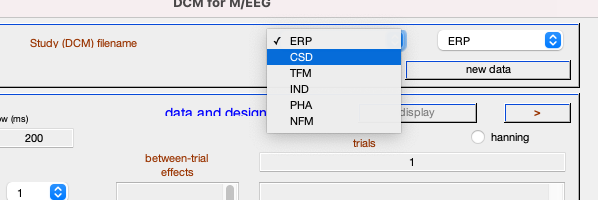 DCM for M/EEG
Study (DCM) filename
✓ ERP
CSD
TFM
IND
PHA
NFM
ERP
new data
data and design
display
>
ow (ms)
200
hanning
trials
1
between-trial
effects
1